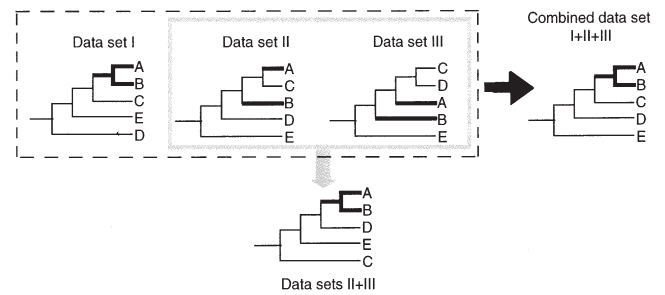 Combined data set
I+II+III
Data set I
Data set II
Data set III
A
B
C
E
D
A
C
B
D
E
C
D
A
B
E
A
B
C
D
E
A
B
D
E
C
Data sets II+III